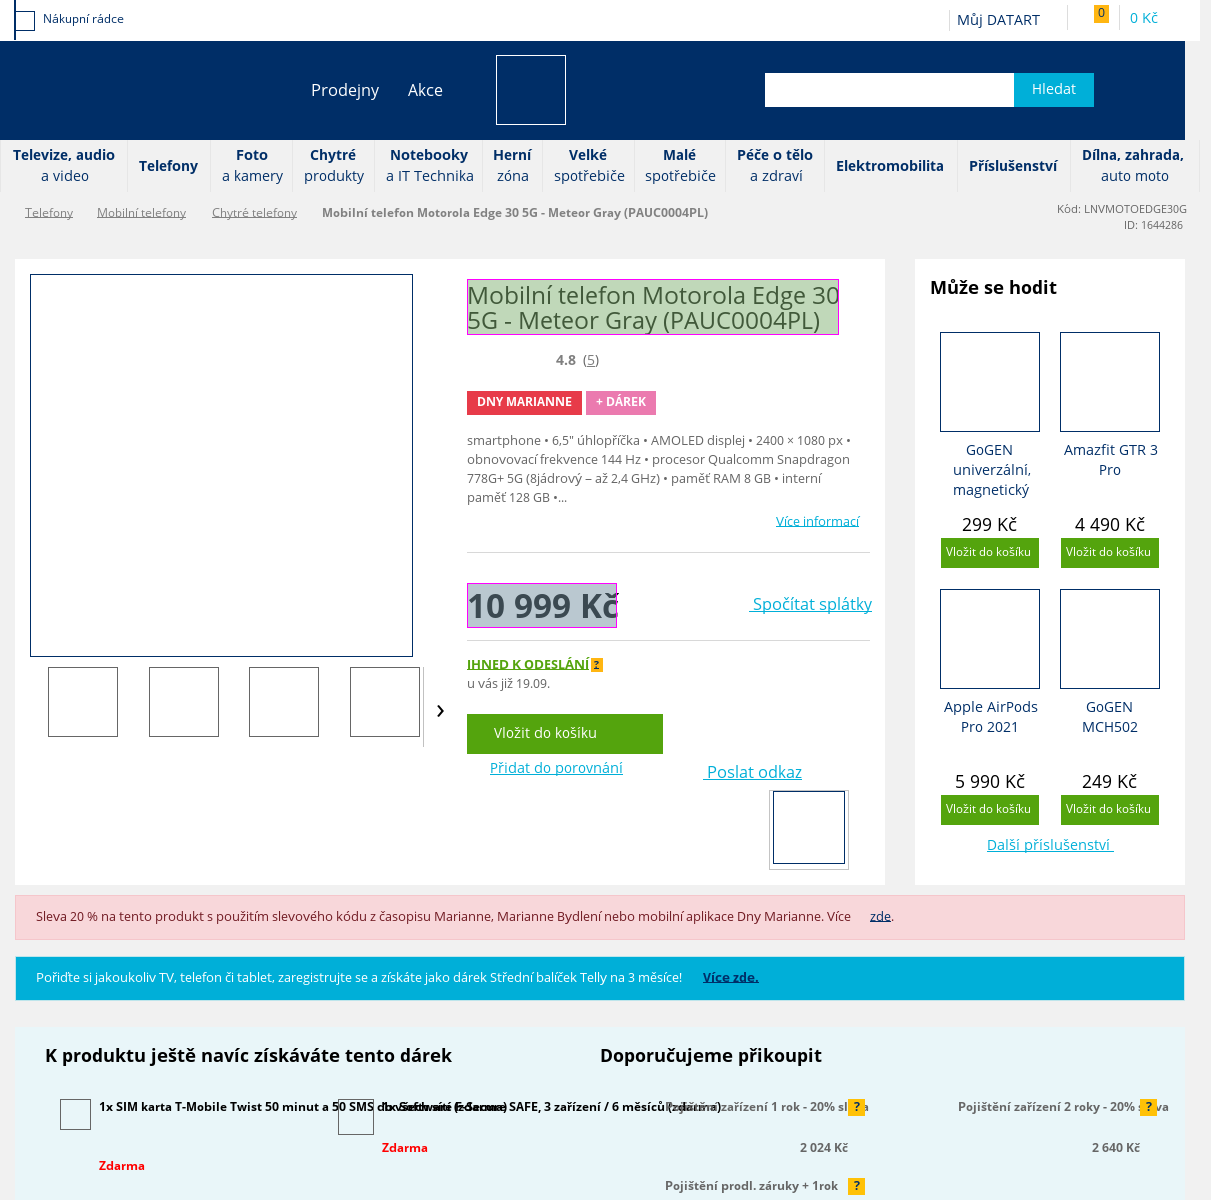 Nákupní rádce
Můj DATART
0
0 Kč
Prodejny
Akce
Hledat
Televize, audio
a video
Telefony
Foto
a kamery
Chytré
produkty
Notebooky
a IT Technika
Herní
zóna
Velké
spotřebiče
Malé
spotřebiče
Péče o tělo
a zdraví
Elektromobilita
Příslušenství
Dílna, zahrada,
auto moto
Telefony
Mobilní telefony
Chytré telefony
Mobilní telefon Motorola Edge 30 5G - Meteor Gray (PAUC0004PL)
Kód: LNVMOTOEDGE30G
ID: 1644286
Mobilní telefon Motorola Edge 30
5G - Meteor Gray (PAUC0004PL)
4.8 (5)
DNY MARIANNE
+ DÁREK
smartphone • 6,5" úhlopříčka • AMOLED displej • 2400 × 1080 px •
obnovovací frekvence 144 Hz • procesor Qualcomm Snapdragon
778G+ 5G (8jádrový – až 2,4 GHz) • paměť RAM 8 GB • interní
paměť 128 GB •...
Více informací
10 999 Kč
Spočítat splátky
IHNED K ODESLÁNÍ ?
u vás již 19.09.
Vložit do košíku
Přidat do porovnání
Poslat odkaz
Může se hodit
GoGEN
univerzální,
magnetický
299 Kč
Vložit do košíku
Amazfit GTR 3
Pro
4 490 Kč
Vložit do košíku
Apple AirPods
Pro 2021
5 990 Kč
Vložit do košíku
GoGEN
MCH502
249 Kč
Vložit do košíku
Další příslušenství
Sleva 20 % na tento produkt s použitím slevového kódu z časopisu Marianne, Marianne Bydlení nebo mobilní aplikace Dny Marianne. Více zde.
Pořiďte si jakoukoliv TV, telefon či tablet, zaregistrujte se a získáte jako dárek Střední balíček Telly na 3 měsíce! Více zde.
K produktu ještě navíc získáváte tento dárek
Doporučujeme přikoupit
1x SIM karta T-Mobile Twist 50 minut a 50 SMS do všech sítí (zdarma)
Zdarma
1x Software F-Secure SAFE, 3 zařízení / 6 měsíců (zdarma)
Zdarma
Pojištění zařízení 1 rok - 20% sleva
?
2 024 Kč
Pojištění zařízení 2 roky - 20% sleva
?
2 640 Kč
Pojištění prodl. záruky + 1rok
?